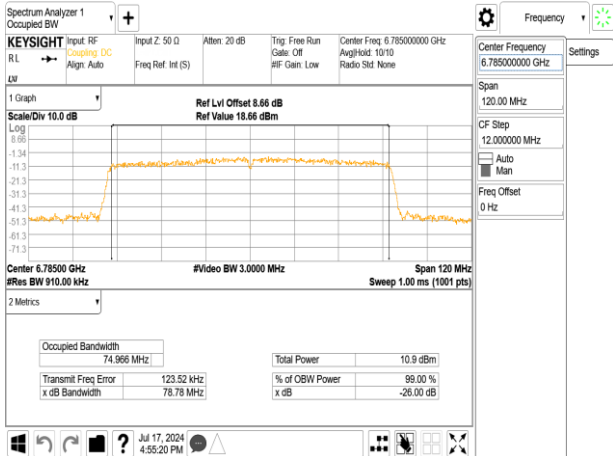 Spectrum Analyzer 1
Occupied BW
KEYSIGHT
RL
LXI
Input: RF
Coupling: DC
Align: Auto
Input Z: 50 Ω
Freq Ref: Int (S)
Atten: 20 dB
Trig: Free Run
Gate: Off
#IF Gain: Low
Center Freq: 6.785000000 GHz
Avg|Hold: 10/10
Radio Std: None
1 Graph
Scale/Div 10.0 dB
Ref Lvl Offset 8.66 dB
Ref Value 18.66 dBm
Log
8.66
-1.34
-11.3
-21.3
-31.3
-41.3
-51.3
-61.3
-71.3
Center 6.78500 GHz
#Res BW 910.00 kHz
#Video BW 3.0000 MHz
Span 120 MHz
Sweep 1.00 ms (1001 pts)
2 Metrics
Occupied Bandwidth
74.966 MHz
Transmit Freq Error 123.52 kHz
x dB Bandwidth 78.78 MHz
Total Power 10.9 dBm
% of OBW Power 99.00 %
x dB -26.00 dB
?
Jul 17, 2024
4:55:20 PM
Frequency
Settings
Center Frequency
6.785000000 GHz
Span
120.00 MHz
CF Step
12.000000 MHz
Auto
Man
Freq Offset
0 Hz